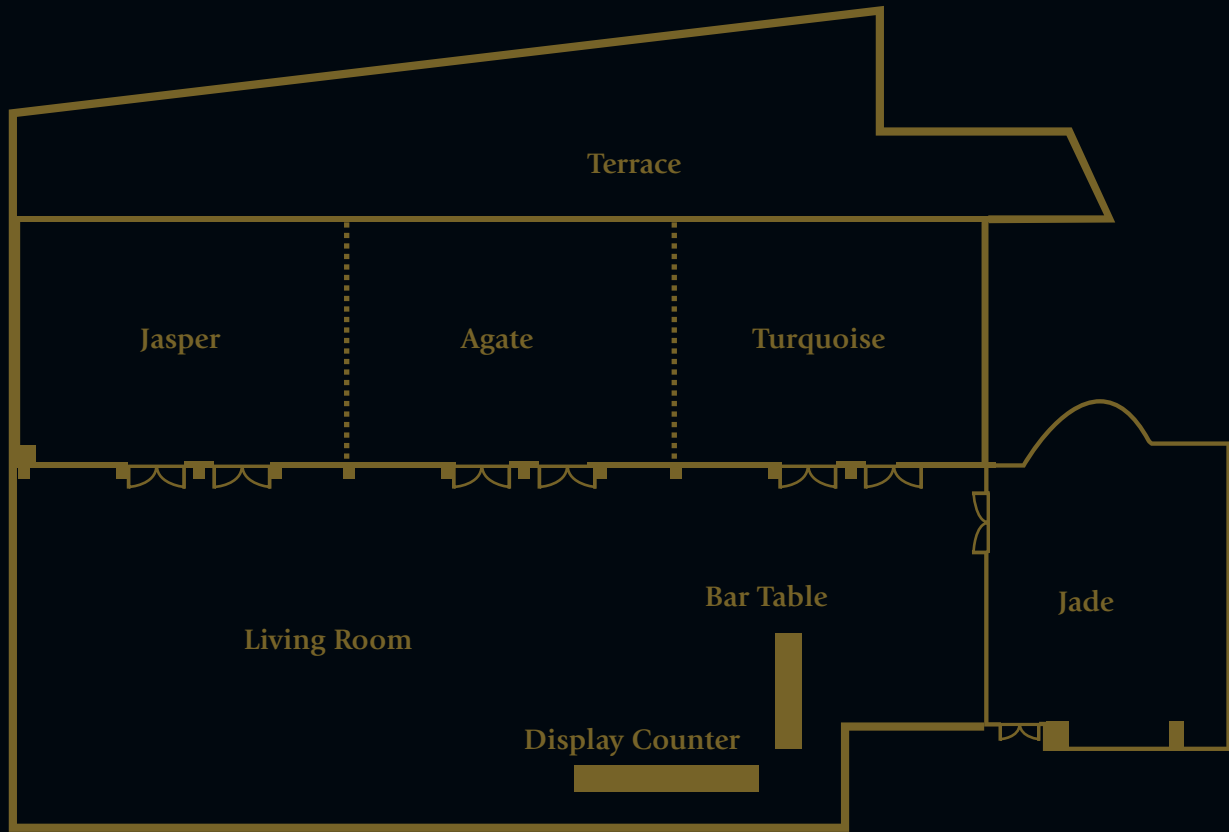 Terrace
Jasper
Agate
Turquoise
Bar Table
Jade
Living Room
Display Counter